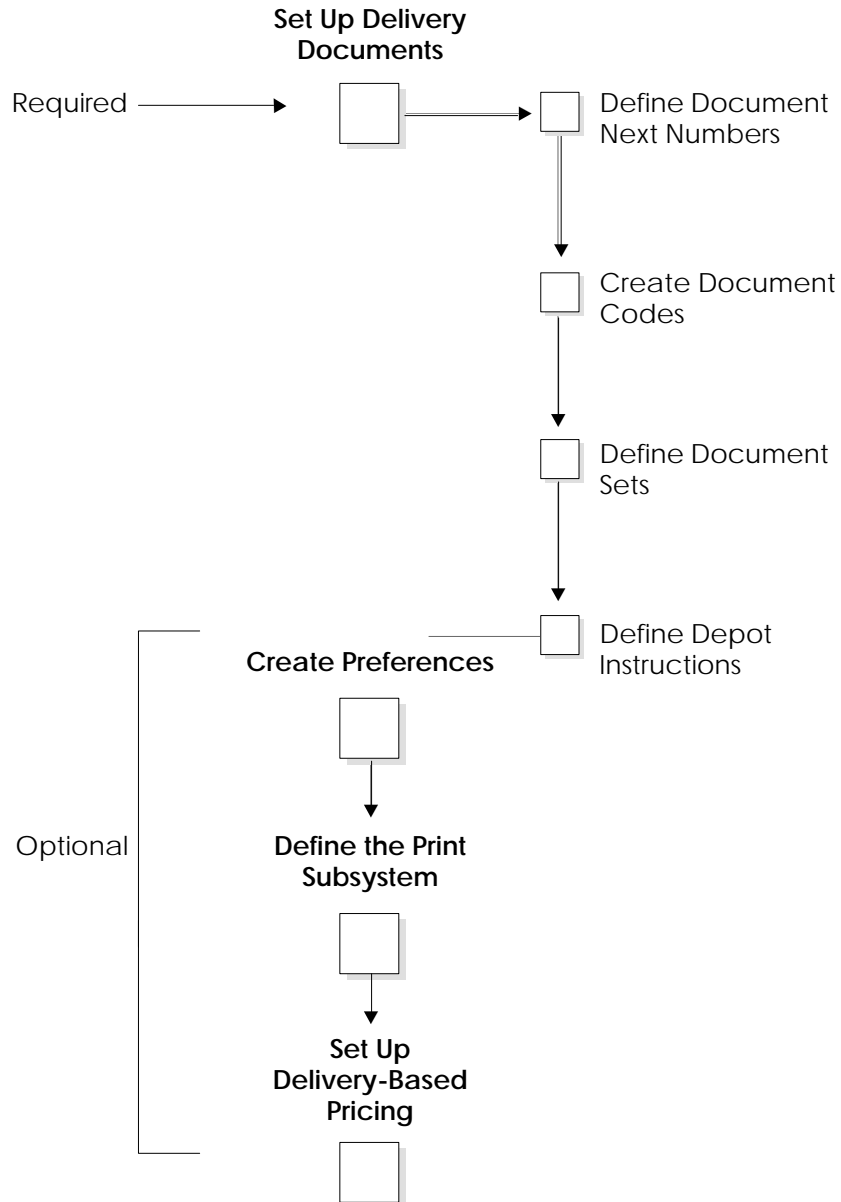 Set Up Delivery
Documents
Required
Define Document
Next Numbers
Create Document
Codes
Define Document
Sets
Define Depot
Instructions
Create Preferences
Optional
Define the Print
Subsystem
Set Up
Delivery-Based
Pricing